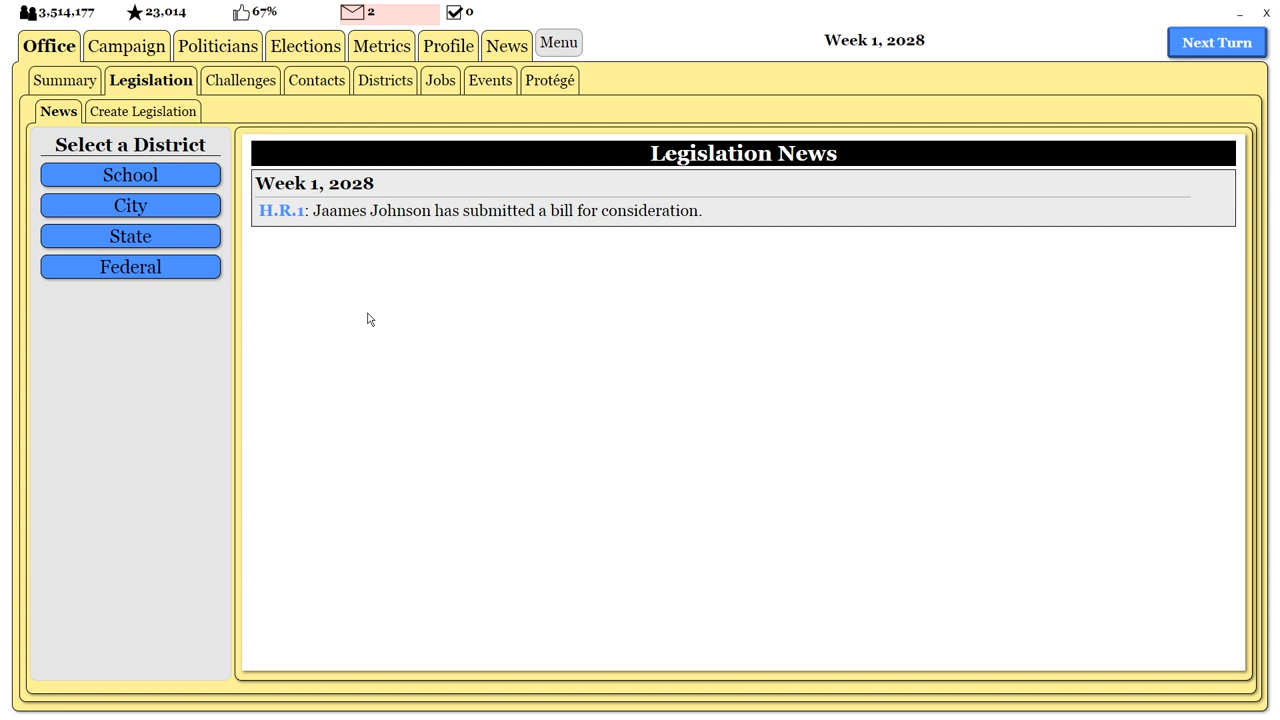 3,514,177 23,014 67% 2 0
_ X
Office Campaign Politicians Elections Metrics Profile News Menu Week 1, 2028 Next Turn
Summary Legislation Challenges Contacts Districts Jobs Events Protégé
News Create Legislation
Select a District
School
City
State
Federal
Legislation News
Week 1, 2028
H.R.1: Jaames Johnson has submitted a bill for consideration.